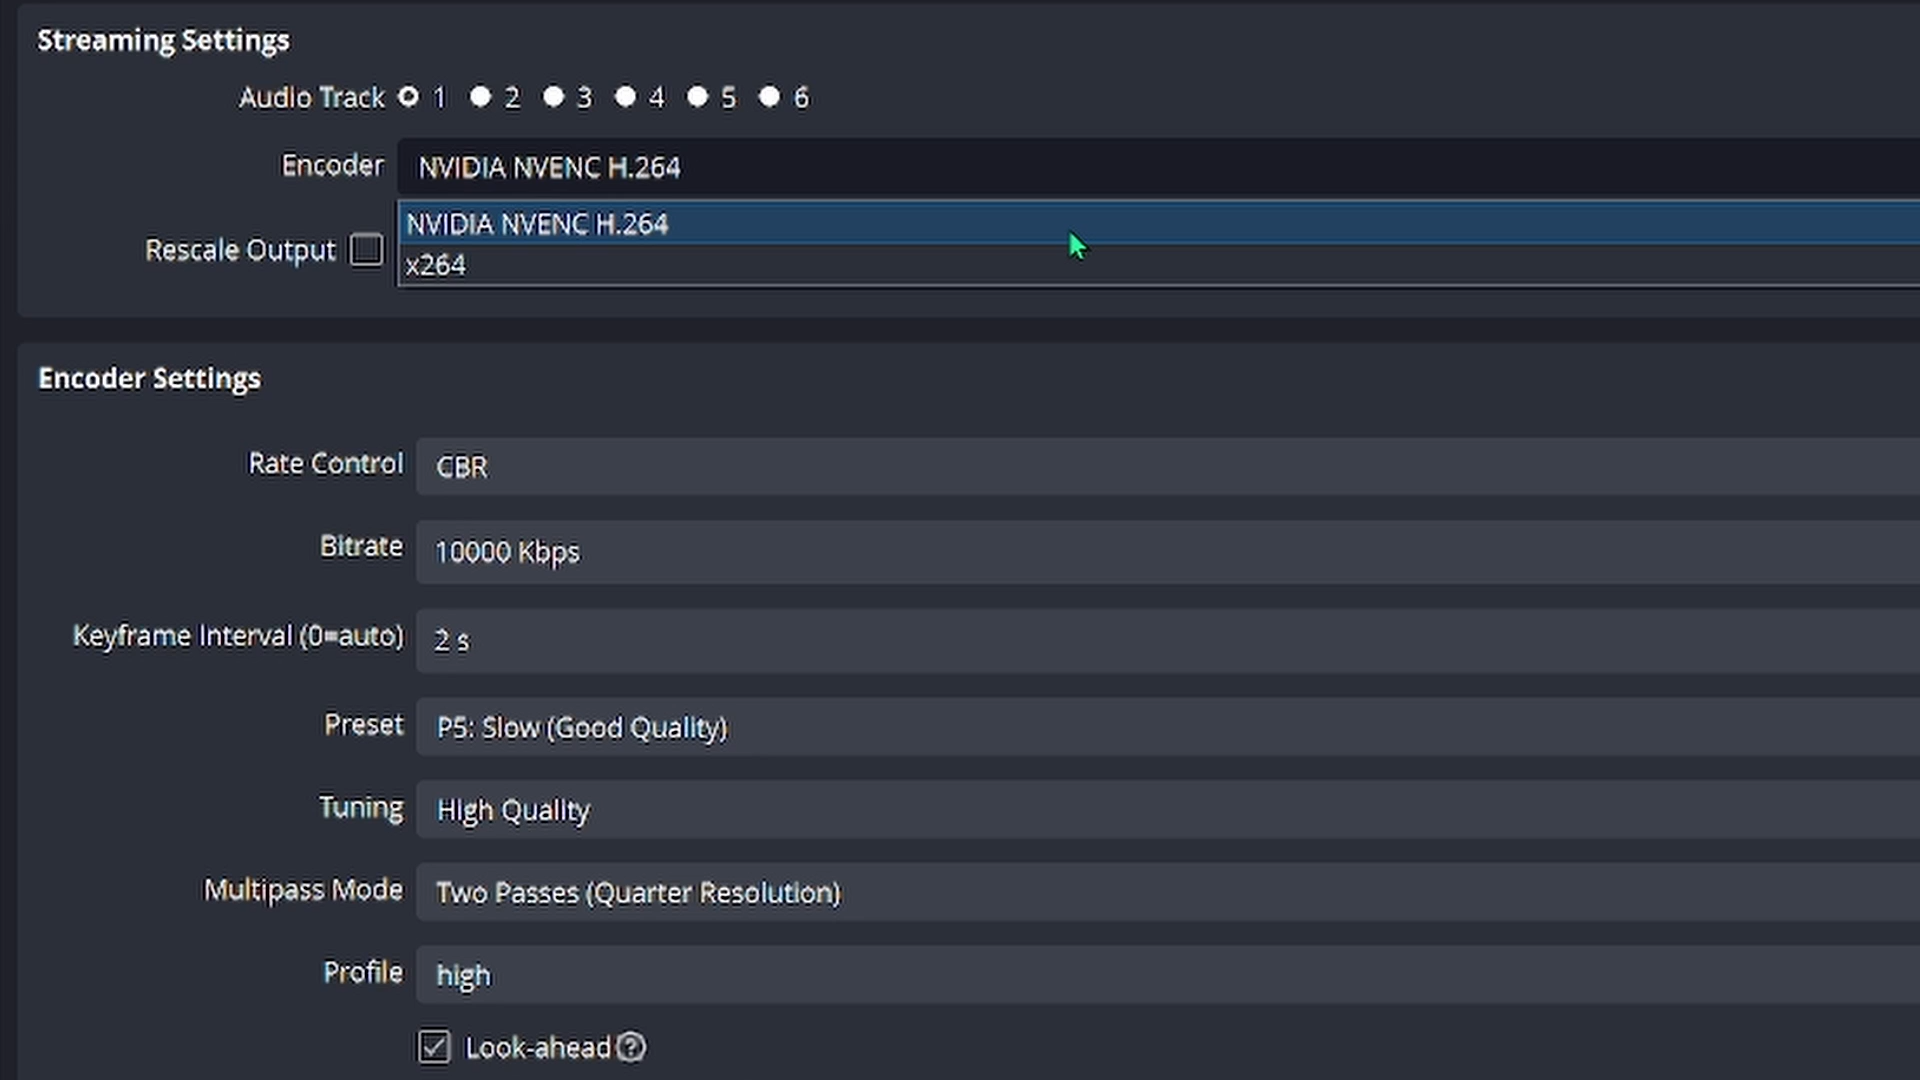 Streaming Settings
Audio Track 1 2 3 4 5 6
Encoder NVIDIA NVENC H.264
NVIDIA NVENC H.264
Rescale Output
x264
Encoder Settings
Rate Control CBR
Bitrate 10000 Kbps
Keyframe Interval (0=auto) 2 s
Preset P5: Slow (Good Quality)
Tuning High Quality
Multipass Mode Two Passes (Quarter Resolution)
Profile high
Look-ahead ?